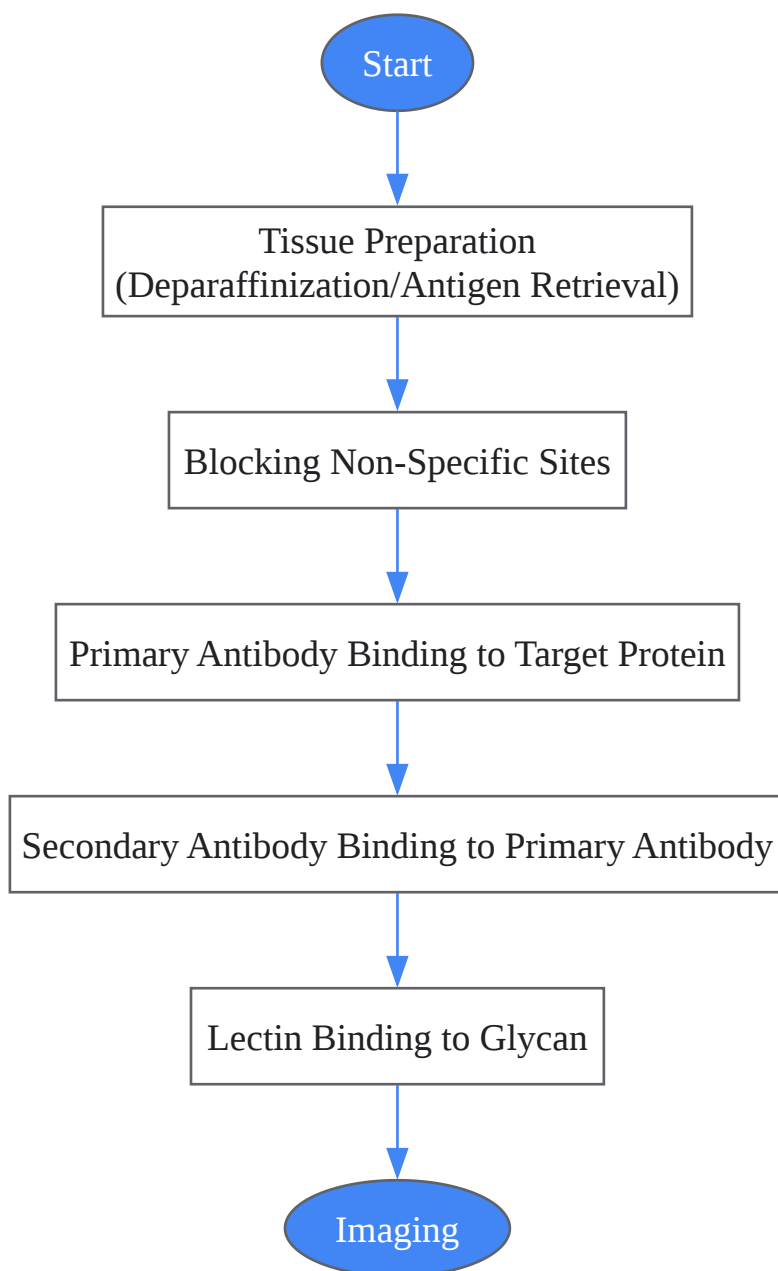 Start
Tissue Preparation
(Deparaffinization/Antigen Retrieval)
Blocking Non-Specific Sites
Primary Antibody Binding to Target Protein
Secondary Antibody Binding to Primary Antibody
Lectin Binding to Glycan
Imaging